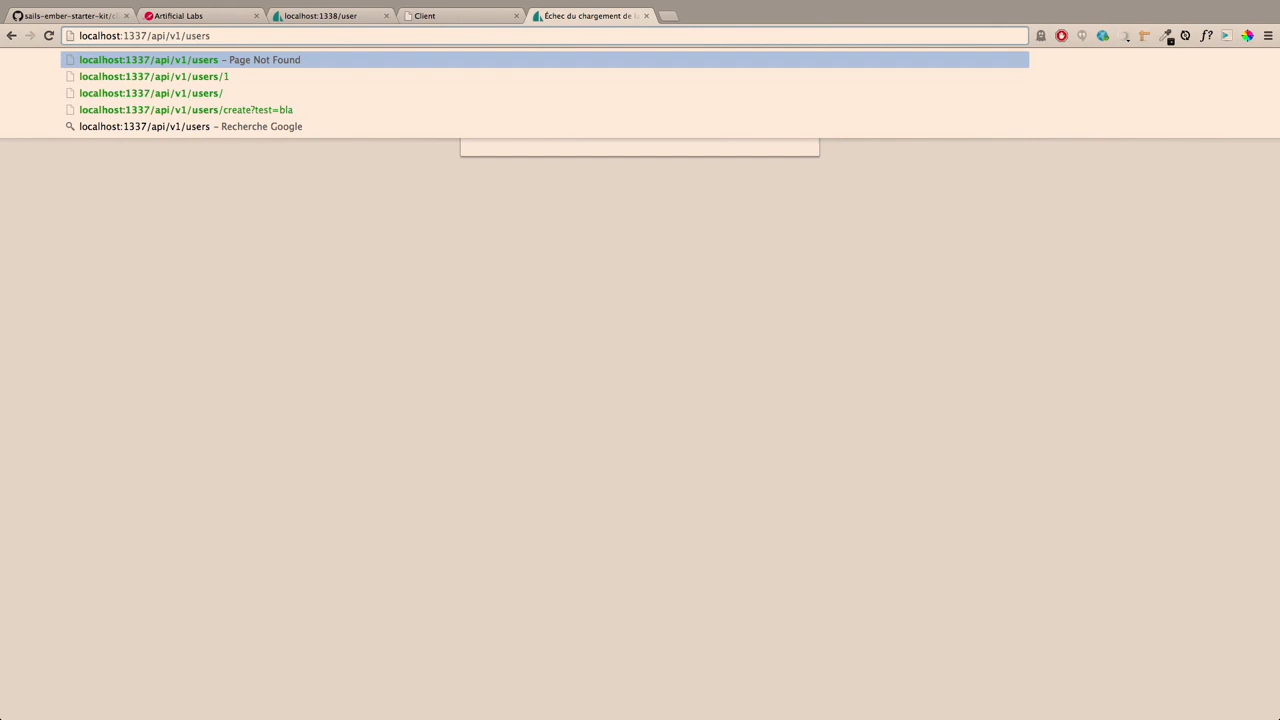 sails-ember-starter-kit/cl
Artificial Labs
localhost:1338/user
Client
Échec du chargement de la
localhost:1337/api/v1/users
localhost:1337/api/v1/users – Page Not Found
localhost:1337/api/v1/users/1
localhost:1337/api/v1/users/
localhost:1337/api/v1/users/create?test=bla
localhost:1337/api/v1/users – Recherche Google
f?